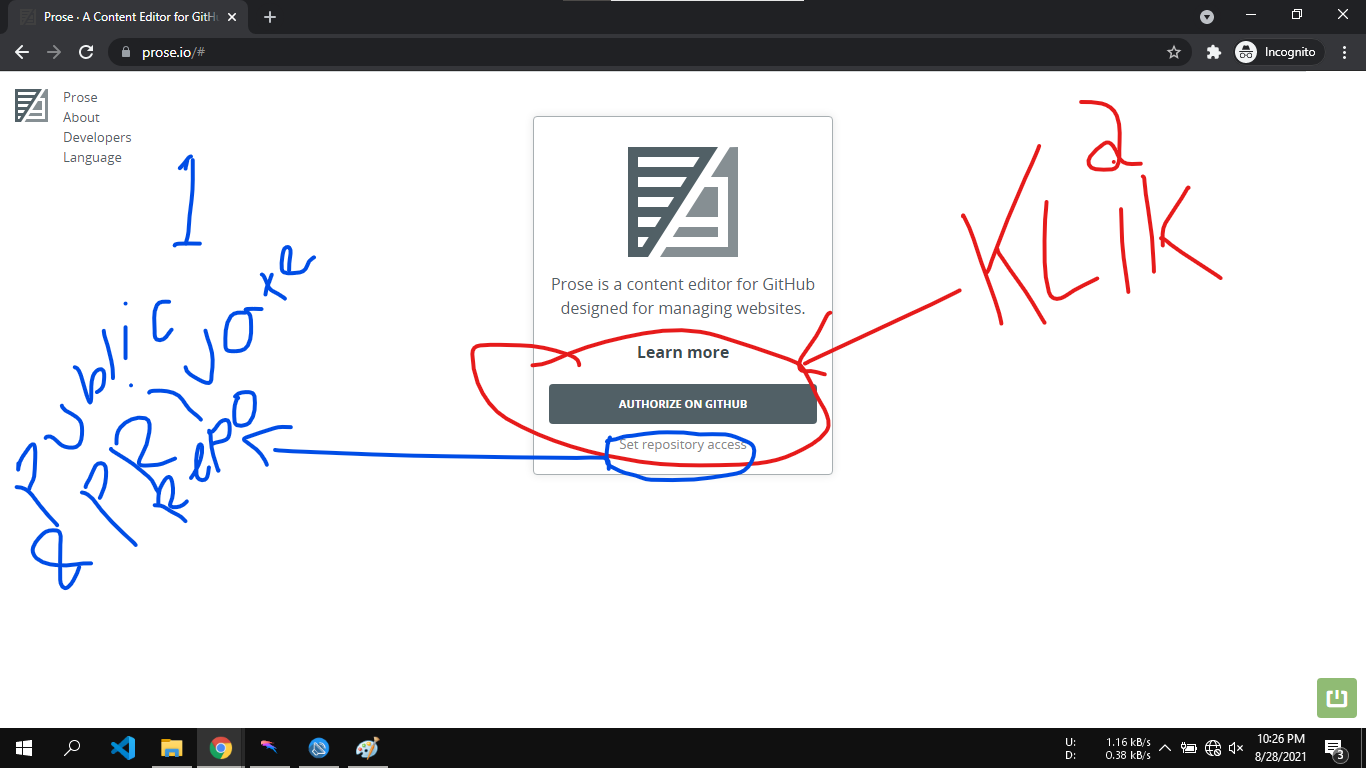 Prose · A Content Editor for GitH
prose.io/#
Incognito
Prose
About
Developers
Language
Prose is a content editor for GitHub
designed for managing websites.
Learn more
AUTHORIZE ON GITHUB
Set repository access
1
Public
&
Repo
2
KLiK
U: 1.16 kB/s
D: 0.38 kB/s
10:26 PM
8/28/2021
3